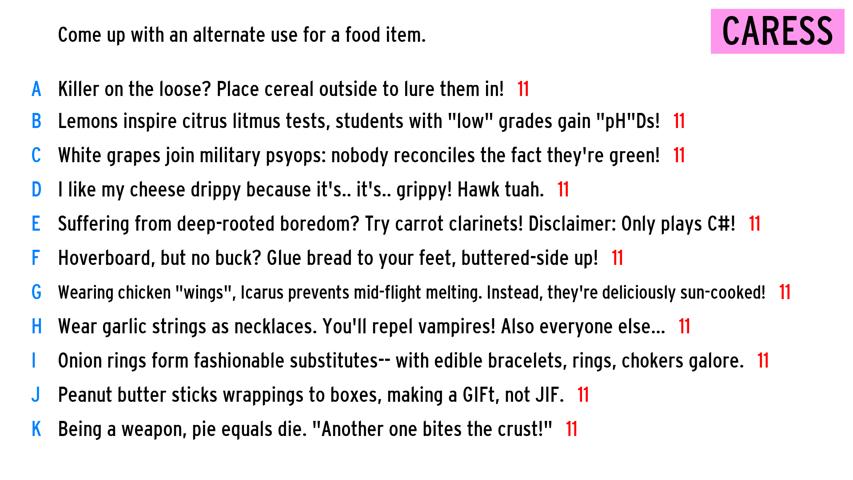 Come up with an alternate use for a food item.
CARESS
A Killer on the loose? Place cereal outside to lure them in! 11
B Lemons inspire citrus litmus tests, students with "low" grades gain "pH"Ds! 11
C White grapes join military psyops: nobody reconciles the fact they're green! 11
D I like my cheese drippy because it's.. it's.. grippy! Hawk tuah. 11
E Suffering from deep-rooted boredom? Try carrot clarinets! Disclaimer: Only plays C#! 11
F Hoverboard, but no buck? Glue bread to your feet, buttered-side up! 11
G Wearing chicken "wings", Icarus prevents mid-flight melting. Instead, they're deliciously sun-cooked! 11
H Wear garlic strings as necklaces. You'll repel vampires! Also everyone else... 11
I Onion rings form fashionable substitutes-- with edible bracelets, rings, chokers galore. 11
J Peanut butter sticks wrappings to boxes, making a GIFt, not JIF. 11
K Being a weapon, pie equals die. "Another one bites the crust!" 11